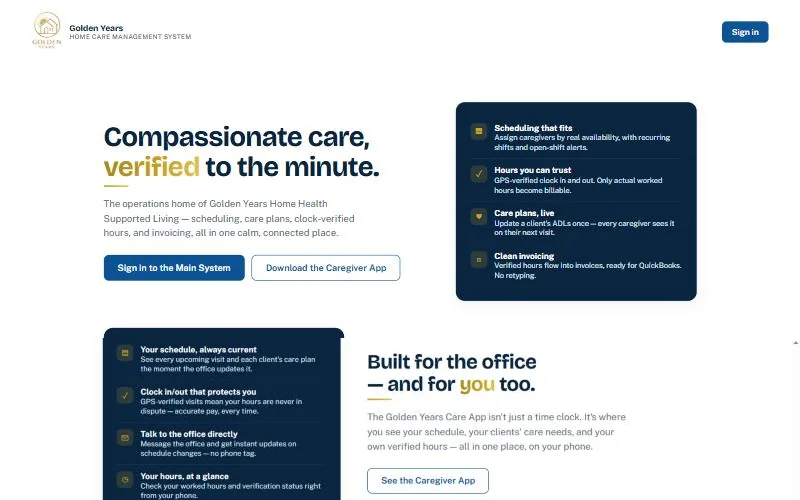 GOLDEN
YEARS
Golden Years
HOME CARE MANAGEMENT SYSTEM
Sign in
Compassionate care,
verified to the minute.
The operations home of Golden Years Home Health
Supported Living — scheduling, care plans, clock-verified
hours, and invoicing, all in one calm, connected place.
Sign in to the Main System
Download the Caregiver App
Scheduling that fits
Assign caregivers by real availability, with recurring
shifts and open-shift alerts.
Hours you can trust
GPS-verified clock in and out. Only actual worked
hours become billable.
Care plans, live
Update a client's ADLs once — every caregiver sees it
on their next visit.
Clean invoicing
Verified hours flow into invoices, ready for QuickBooks.
No retyping.
Your schedule, always current
See every upcoming visit and each client's care plan
the moment the office updates it.
Clock in/out that protects you
GPS-verified visits mean your hours are never in
dispute — accurate pay, every time.
Talk to the office directly
Message the office and get instant updates on
schedule changes — no phone tag.
Your hours, at a glance
Check your worked hours and verification status right
from your phone.
Built for the office
— and for you too.
The Golden Years Care App isn't just a time clock. It's where
you see your schedule, your clients' care needs, and your
own verified hours — all in one place, on your phone.
See the Caregiver App